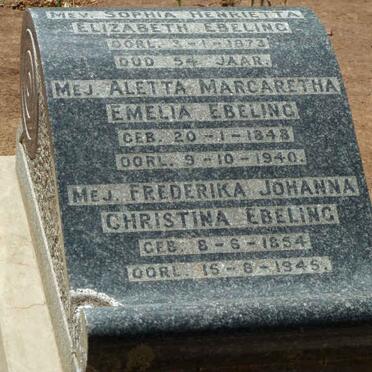 MEV. SOPHIA HENRIETTA
ELIZABETH EBELING
OORL. 3-1-1873
OUD 54 JAAR.
MEJ. ALETTA MARGARETHA
EMELIA EBELING
GEB. 20-1-1848
OORL. 9-10-1940.
MEJ. FREDERIKA JOHANNA
CHRISTINA EBELING
GEB. 8-6-1854
OORL. 15-8-1945.